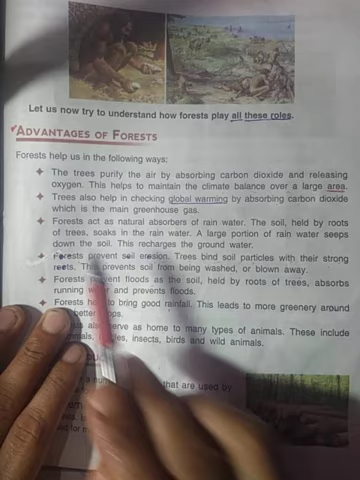 Let us now try to understand how forests play all these roles.
ADVANTAGES OF FORESTS
Forests help us in the following ways:
The trees purify the air by absorbing carbon dioxide and releasing
oxygen. This helps to maintain the climate balance over a large area.
Trees also help in checking global warming by absorbing carbon dioxide
which is the main greenhouse gas.
Forests act as natural absorbers of rain water. The soil, held by roots
of trees, soaks in the rain water. A large portion of rain water seeps
down the soil. This recharges the ground water.
Forests prevent soil erosion. Trees bind soil particles with their strong
roots. This prevents soil from being washed, or blown away.
Forests prevent floods as the soil, held by roots of trees, absorbs
running water and prevents floods.
Forests help to bring good rainfall. This leads to more greenery around
better
serve as home to many types of animals. These include
insects, birds and wild animals.
that are used by